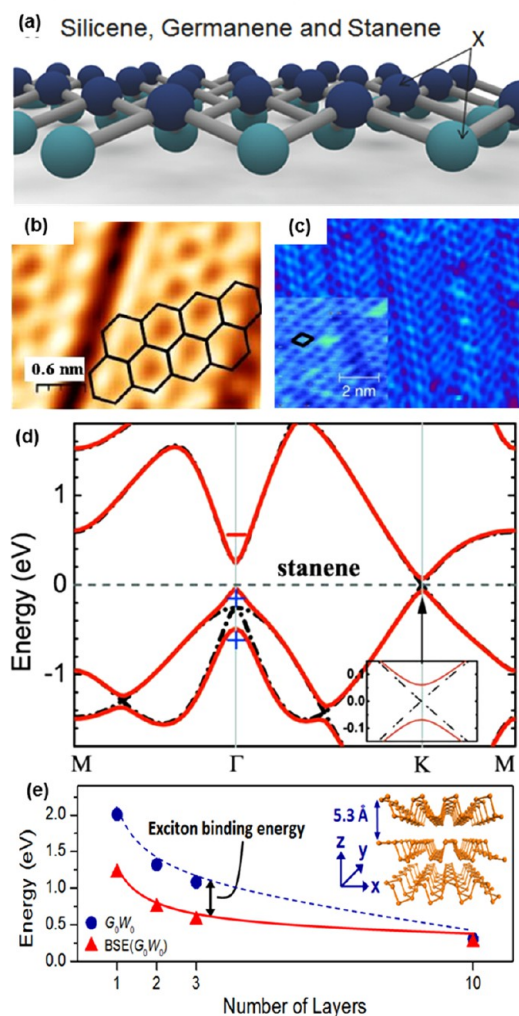 (a) Silicene, Germanene and Stanene
X
(b)
0.6 nm
(c)
2 nm
(d)
Energy (eV)
1
0
-1
stanene
0.1
0.0
-0.1
M
Γ
K
M
(e)
Energy (eV)
2.0
1.5
1.0
0.5
0.0
Exciton binding energy
5.3 Å
z
y
x
G₀W₀
BSE(G₀W₀)
1
2
3
10
Number of Layers